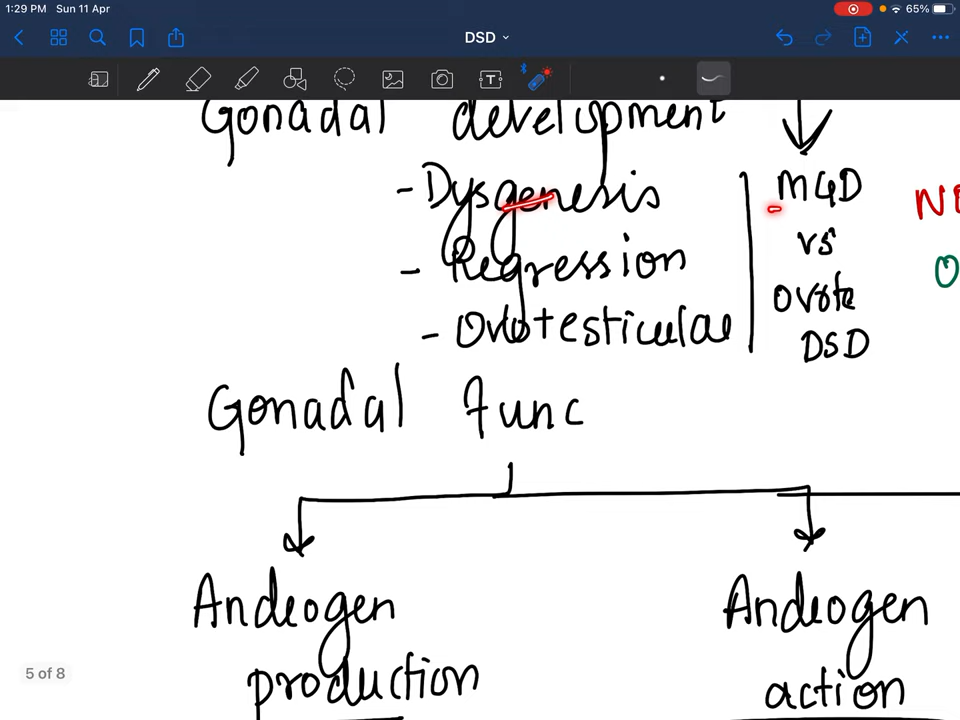 1:29 PM Sun 11 Apr
65%
DSD
T
Gonadal development
- Dysgenesis
- Regression
- Ovotesticular
MGD
vs
Ovote
DSD
O
Gonadal Func
Androgen
production
Androgen
action
5 of 8